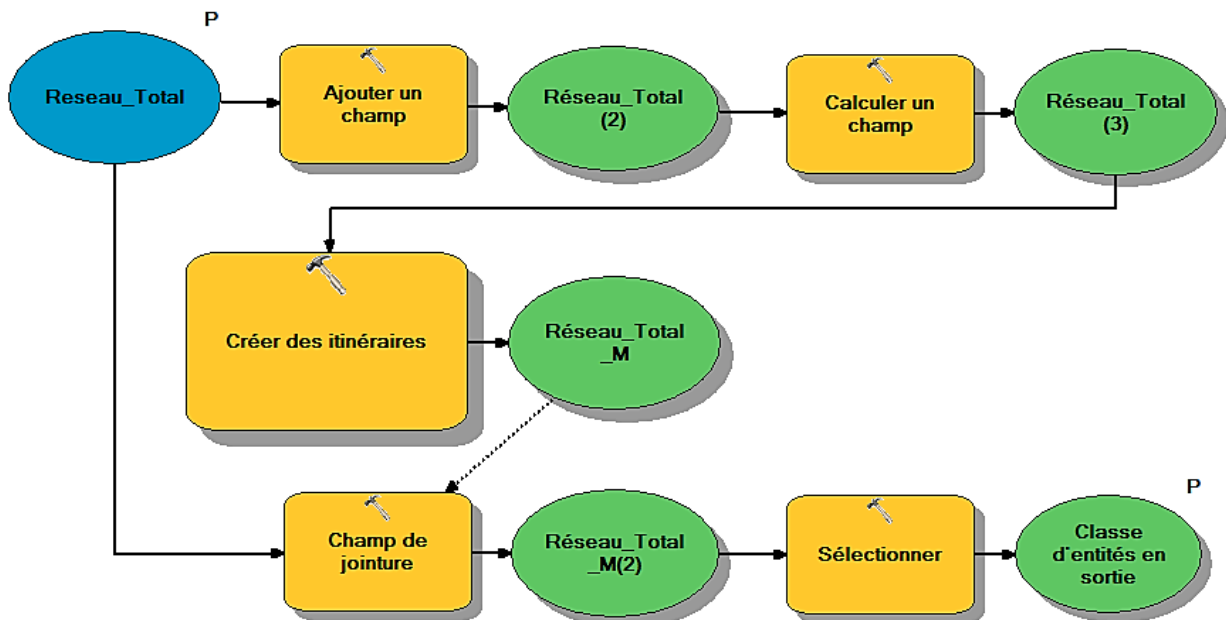 P
Reseau_Total
Ajouter un
champ
Réseau_Total
(2)
Calculer un
champ
Réseau_Total
(3)
Créer des itinéraires
Réseau_Total
_M
Champ de
jointure
Réseau_Total
_M(2)
Sélectionner
P
Classe
d'entités en
sortie